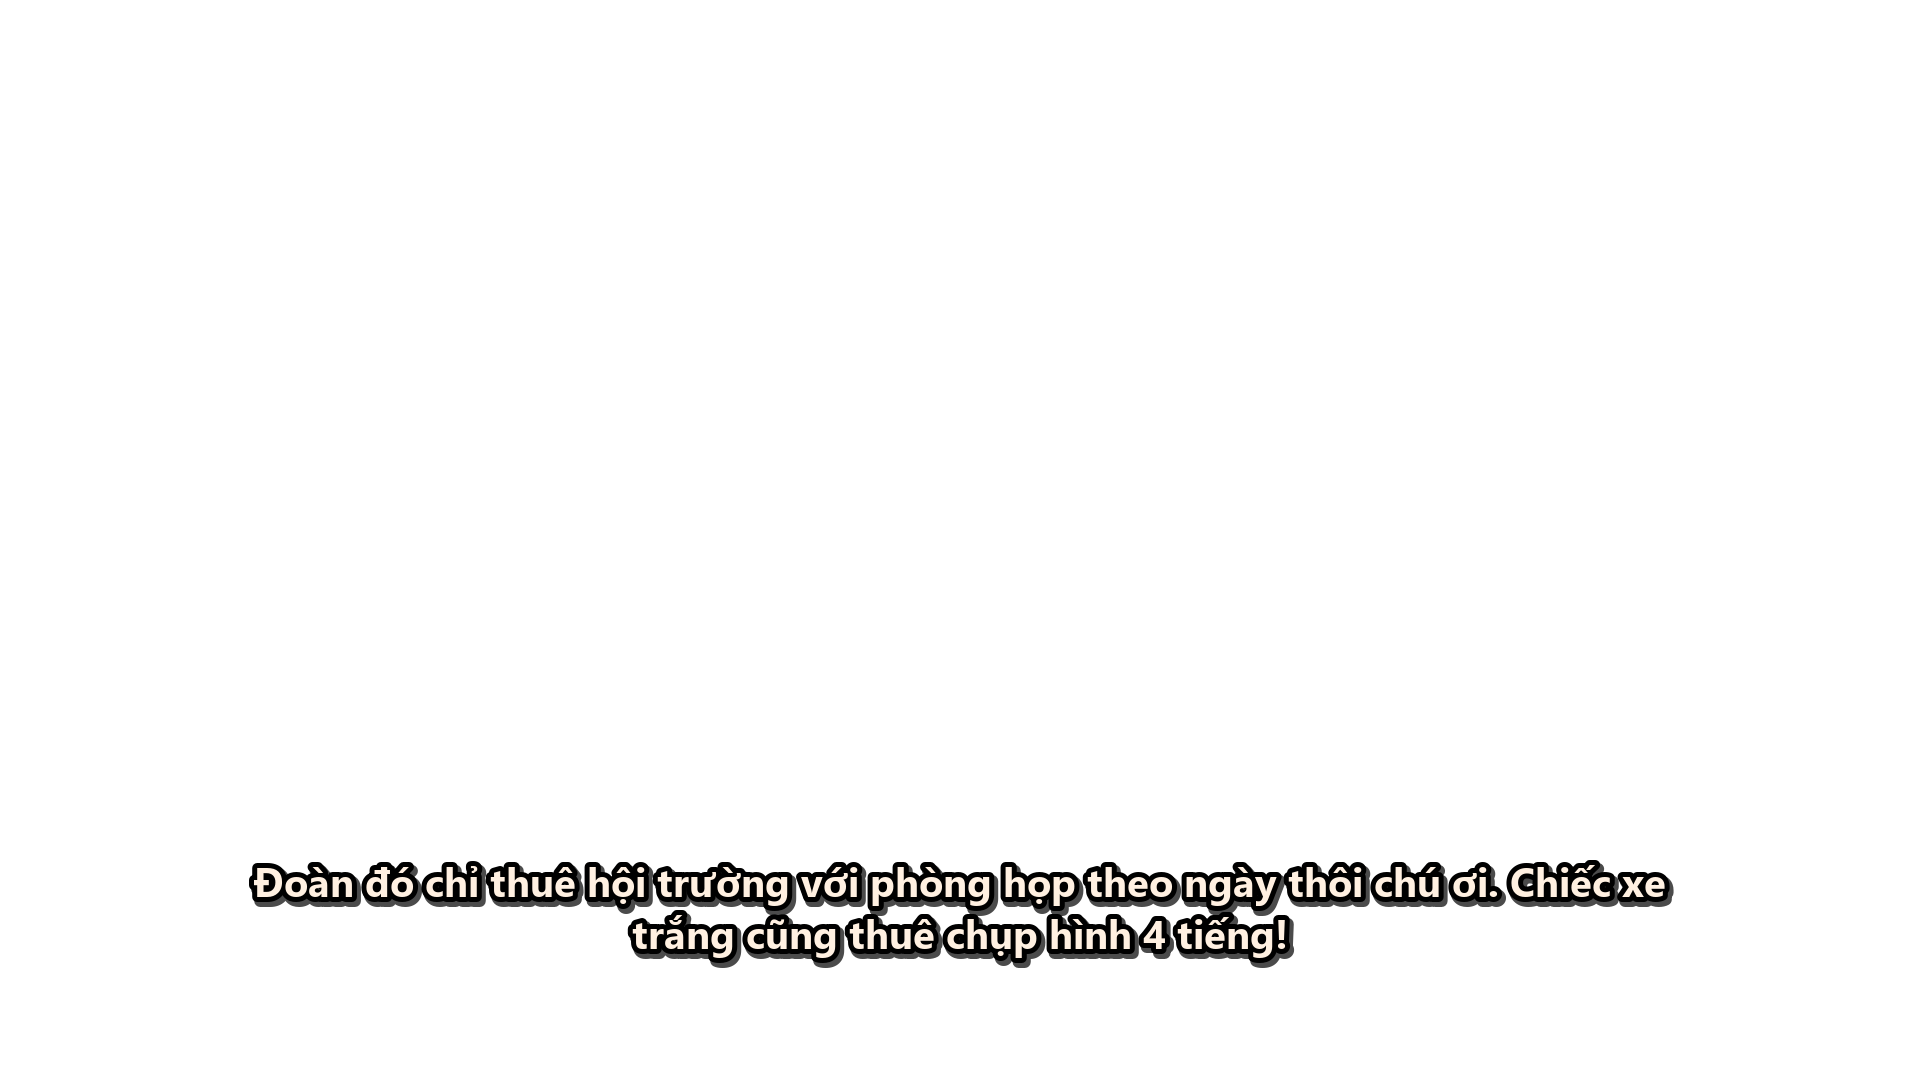 Đoàn đó chỉ thuê hội trường với phòng họp theo ngày thôi chú ơi. Chiếc xe
trắng cũng thuê chụp hình 4 tiếng!